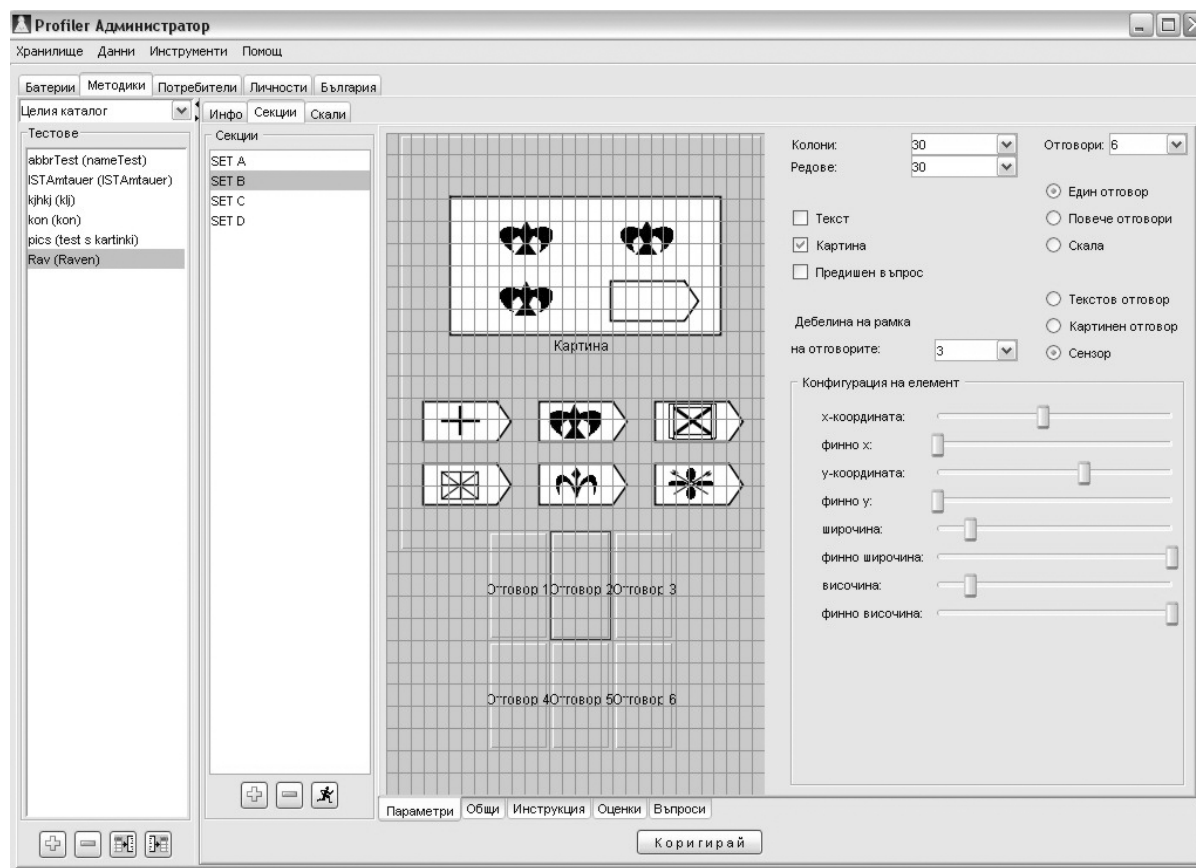 Profiler Администратор
Хранилище Данни Инструменти Помощ
Батерии Методики Потребители Личности България
Целия каталог
Инфо Секции Скали
Тестове
abbrTest (nameTest)
ISTAmtauer (ISTAmtauer)
kjhkj (klj)
kon (kon)
pics (test s kartinki)
Rav (Raven)
Секции
SET A
SET B
SET C
SET D
Картина
Отговор 1 Отговор 2 Отговор 3
Отговор 4 Отговор 5 Отговор 6
Колони: 30
Редове: 30
Отговори: 6
Текст
Картина
Предишен въпрос
Един отговор
Повече отговори
Скала
Дебелина на рамка
на отговорите: 3
Текстов отговор
Картинен отговор
Сензор
Конфигурация на елемент
x-координата:
финно x:
y-координата:
финно y:
широчина:
финно широчина:
височина:
финно височина:
Параметри Общи Инструкция Оценки Въпроси
Коригирай